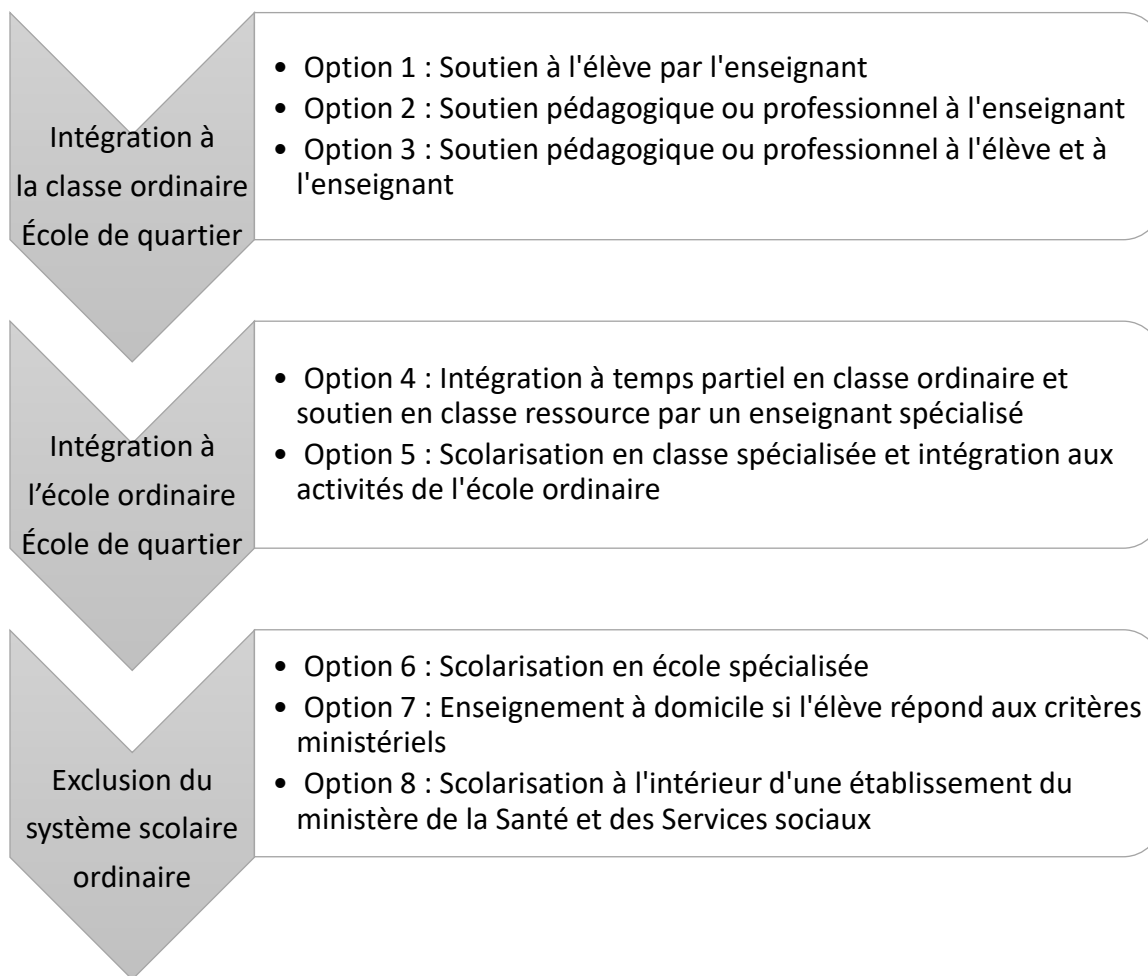 Intégration à
la classe ordinaire
École de quartier
• Option 1 : Soutien à l'élève par l'enseignant
• Option 2 : Soutien pédagogique ou professionnel à l'enseignant
• Option 3 : Soutien pédagogique ou professionnel à l'élève et à
l'enseignant
Intégration à
l’école ordinaire
École de quartier
• Option 4 : Intégration à temps partiel en classe ordinaire et
soutien en classe ressource par un enseignant spécialisé
• Option 5 : Scolarisation en classe spécialisée et intégration aux
activités de l'école ordinaire
Exclusion du
système scolaire
ordinaire
• Option 6 : Scolarisation en école spécialisée
• Option 7 : Enseignement à domicile si l'élève répond aux critères
ministériels
• Option 8 : Scolarisation à l'intérieur d'une établissement du
ministère de la Santé et des Services sociaux